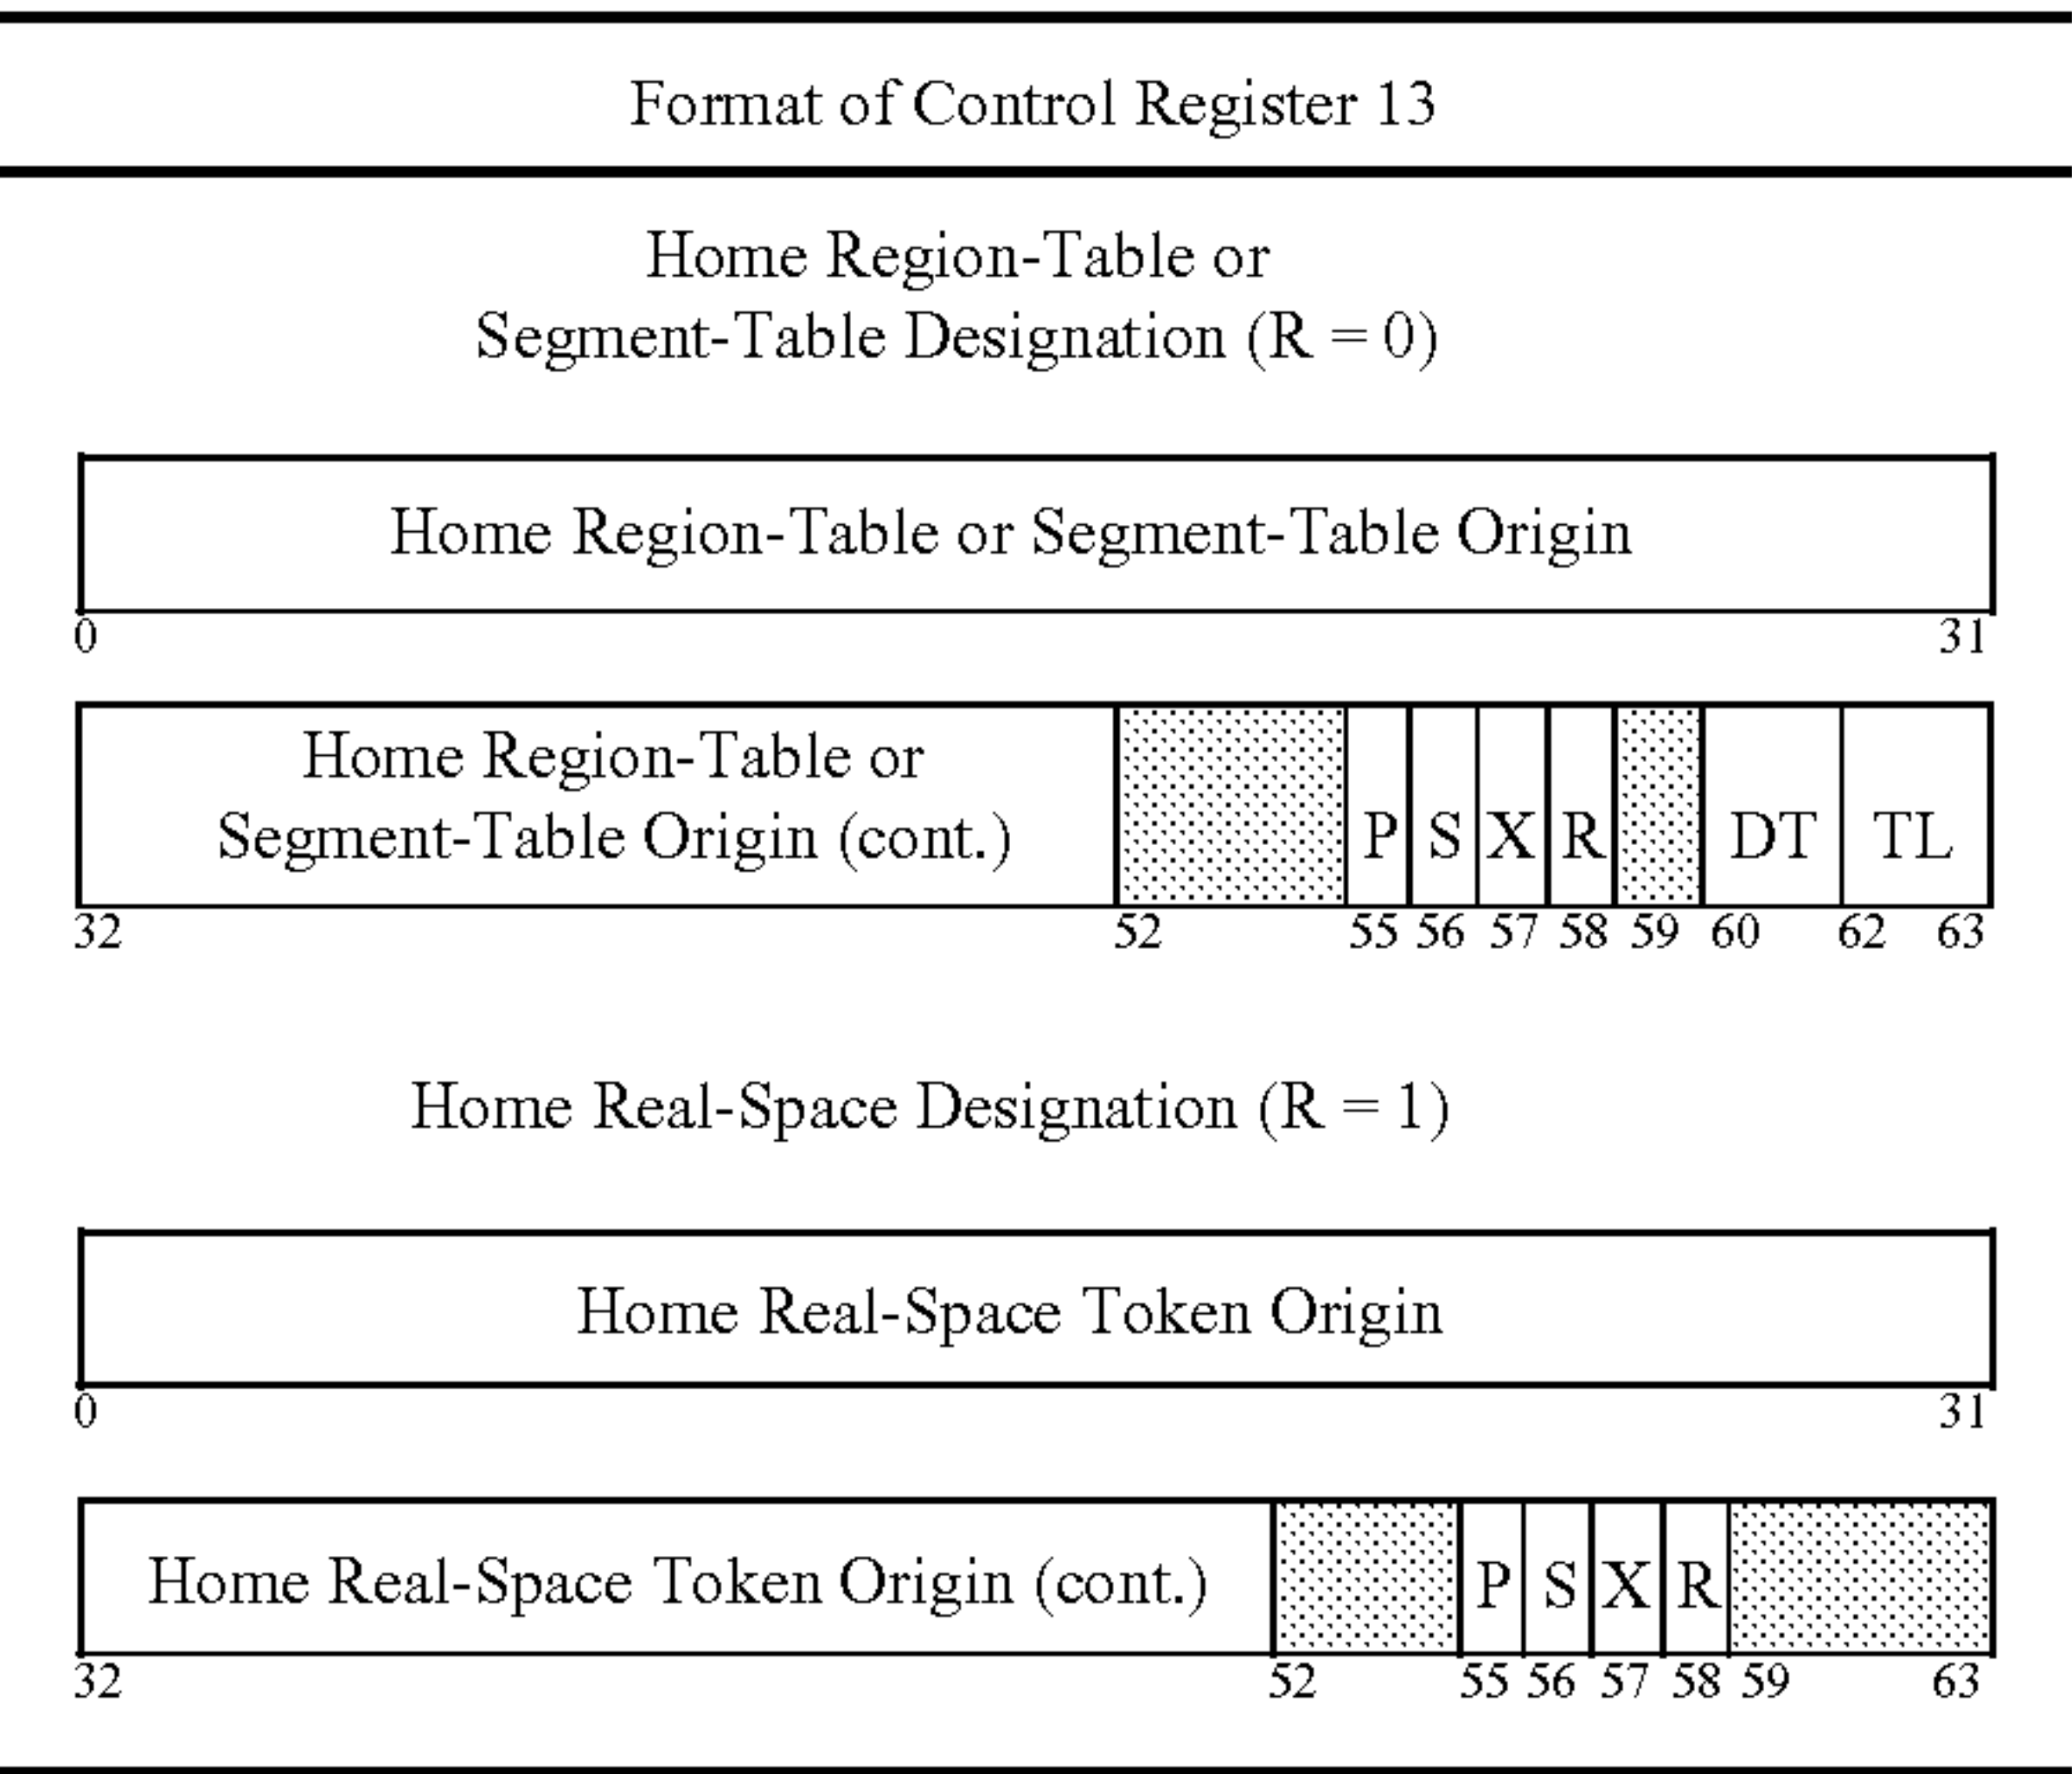 Format of Control Register 13
Home Region-Table or
Segment-Table Designation (R = 0)
Home Region-Table or Segment-Table Origin
0 31
Home Region-Table or
Segment-Table Origin (cont.)
P S X R DT TL
32 52 55 56 57 58 59 60 62 63
Home Real-Space Designation (R = 1)
Home Real-Space Token Origin
0 31
Home Real-Space Token Origin (cont.) P S X R
32 52 55 56 57 58 59 63